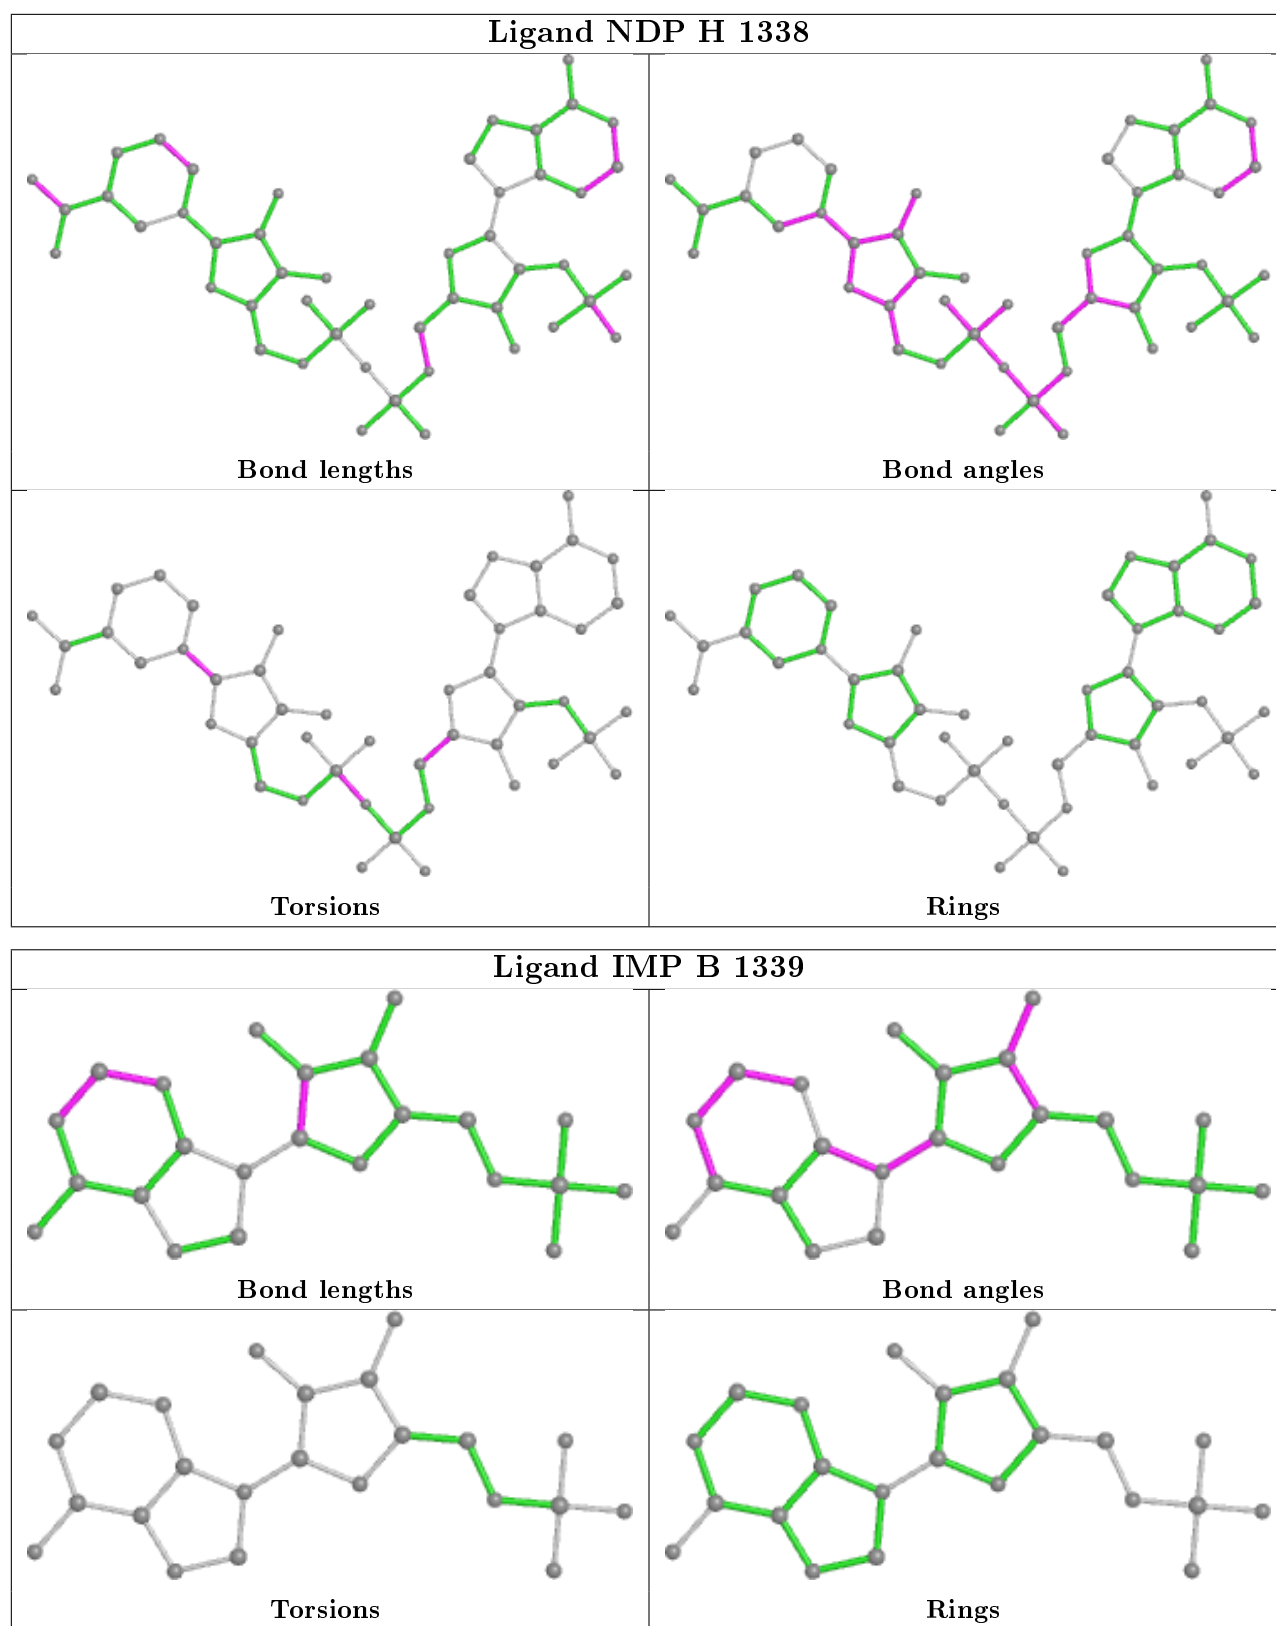 Ligand NDP H 1338
Bond lengths
Bond angles
Torsions
Rings
Ligand IMP B 1339
Bond lengths
Bond angles
Torsions
Rings